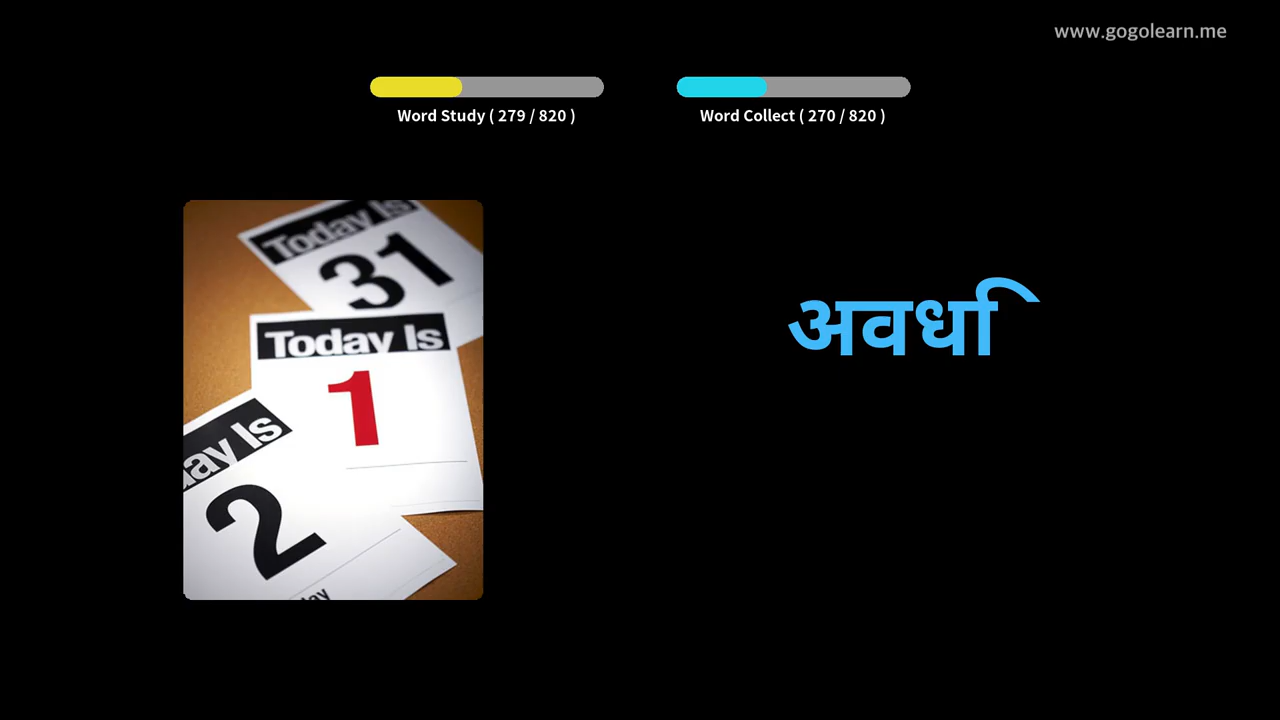 www.gogolearn.me
Word Study ( 279 / 820 )
Word Collect ( 270 / 820 )
Today Is
31
Today Is
1
ay Is
2
अवधि